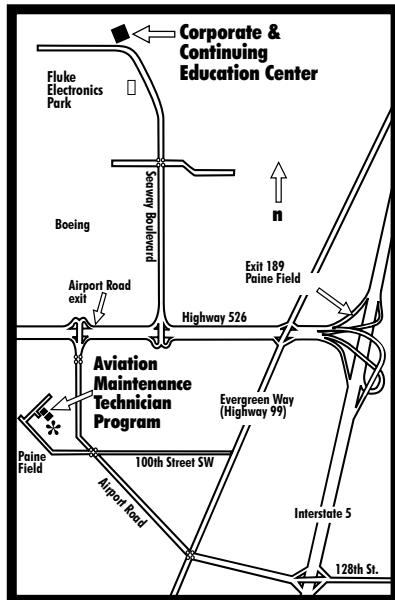 Corporate &
Continuing
Education Center
Fluke
Electronics
Park
Seaway Boulevard
n
Boeing
Exit 189
Paine Field
Airport Road
exit
Highway 526
Aviation
Maintenance
Technician
Program
Evergreen Way
(Highway 99)
Paine
Field
100th Street SW
Airport Road
Interstate 5
128th St.